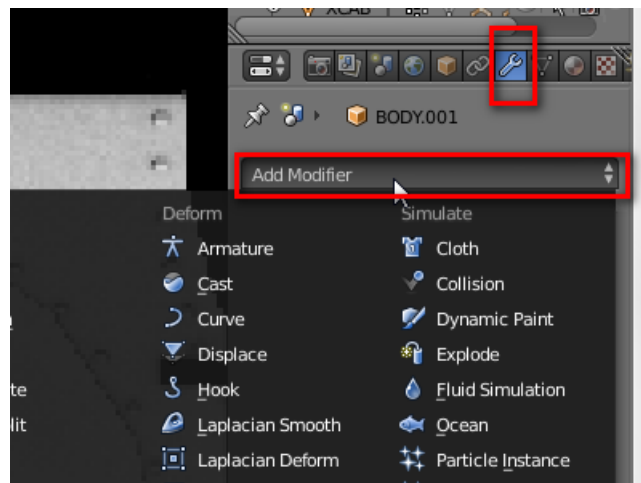 XCAB
BODY.001
Add Modifier
Deform Simulate
Armature Cloth
Cast Collision
Curve Dynamic Paint
Displace Explode
te Hook Fluid Simulation
lit Laplacian Smooth Ocean
Laplacian Deform Particle Instance